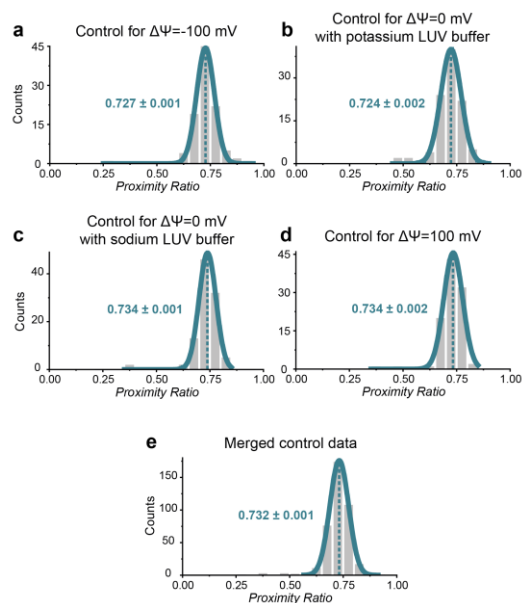 a Control for ΔΨ=-100 mV
Counts
45
30
15
0
0.727 ± 0.001
0.00 0.25 0.50 0.75 1.00
Proximity Ratio
b Control for ΔΨ=0 mV
with potassium LUV buffer
40
20
0
0.724 ± 0.002
0.00 0.25 0.50 0.75 1.00
Proximity Ratio
c Control for ΔΨ=0 mV
with sodium LUV buffer
Counts
40
20
0
0.734 ± 0.001
0.00 0.25 0.50 0.75 1.00
Proximity Ratio
d Control for ΔΨ=100 mV
45
30
15
0
0.734 ± 0.002
0.00 0.25 0.50 0.75 1.00
Proximity Ratio
e Merged control data
Counts
150
100
50
0
0.732 ± 0.001
0.00 0.25 0.50 0.75 1.00
Proximity Ratio